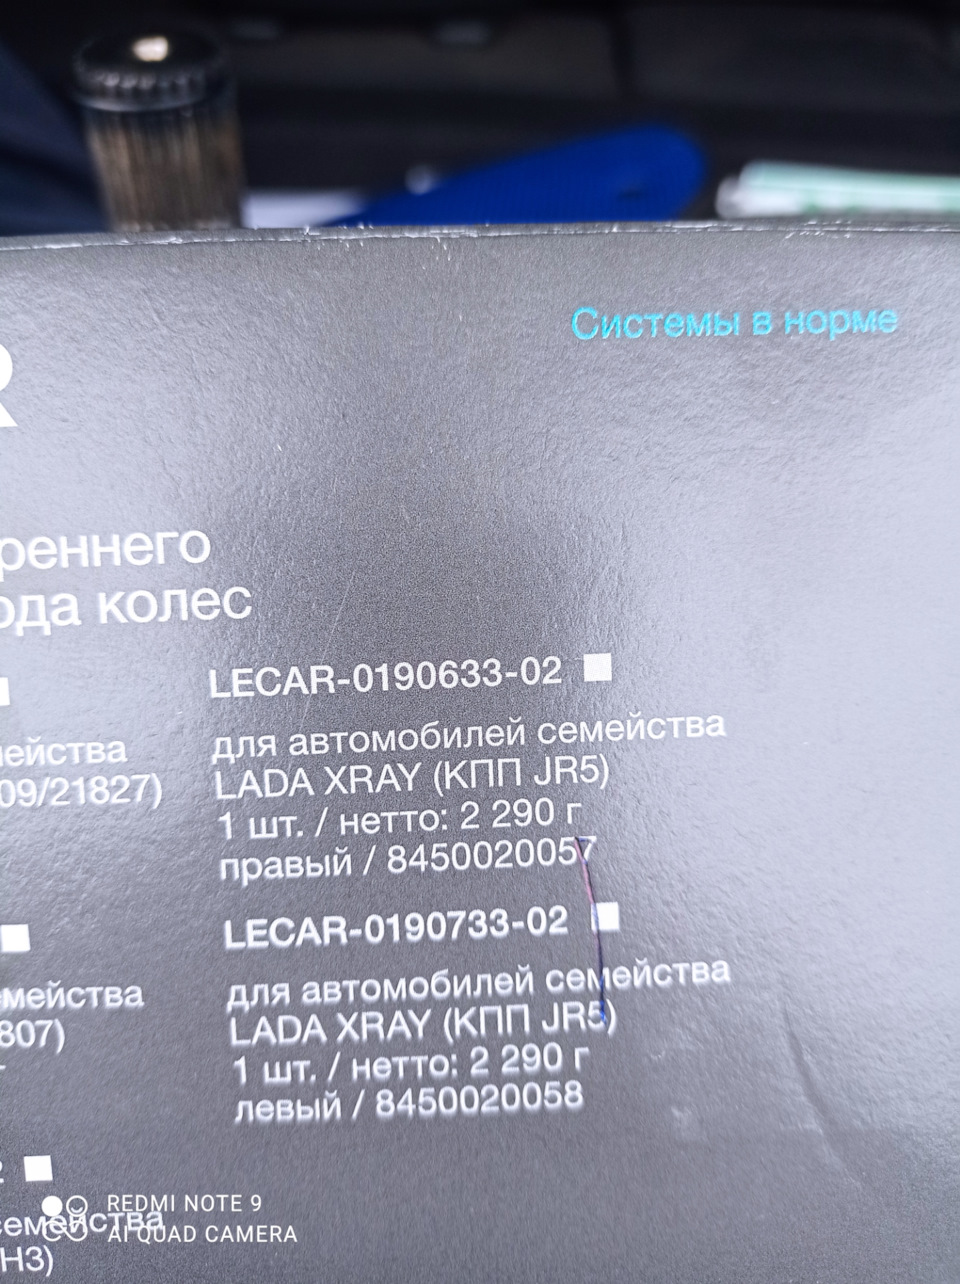 Системы в норме
R
реннего
ода колес
LECAR-0190633-02
для автомобилей семейства
LADA XRAY (КПП JR5)
1 шт. / нетто: 2 290 г
правый / 8450020057
ейства
09/21827)
LECAR-0190733-02
для автомобилей семейства
LADA XRAY (КПП JR5)
1 шт. / нетто: 2 290 г
левый / 8450020058
мейства
807)
семейства
Н3)
REDMI NOTE 9
AI QUAD CAMERA